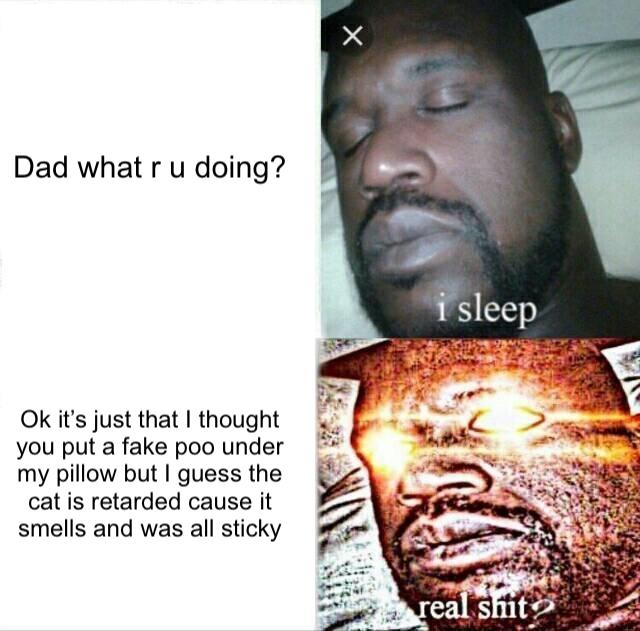 Dad what r u doing?
i sleep
Ok it's just that I thought
you put a fake poo under
my pillow but I guess the
cat is retarded cause it
smells and was all sticky
real shit?